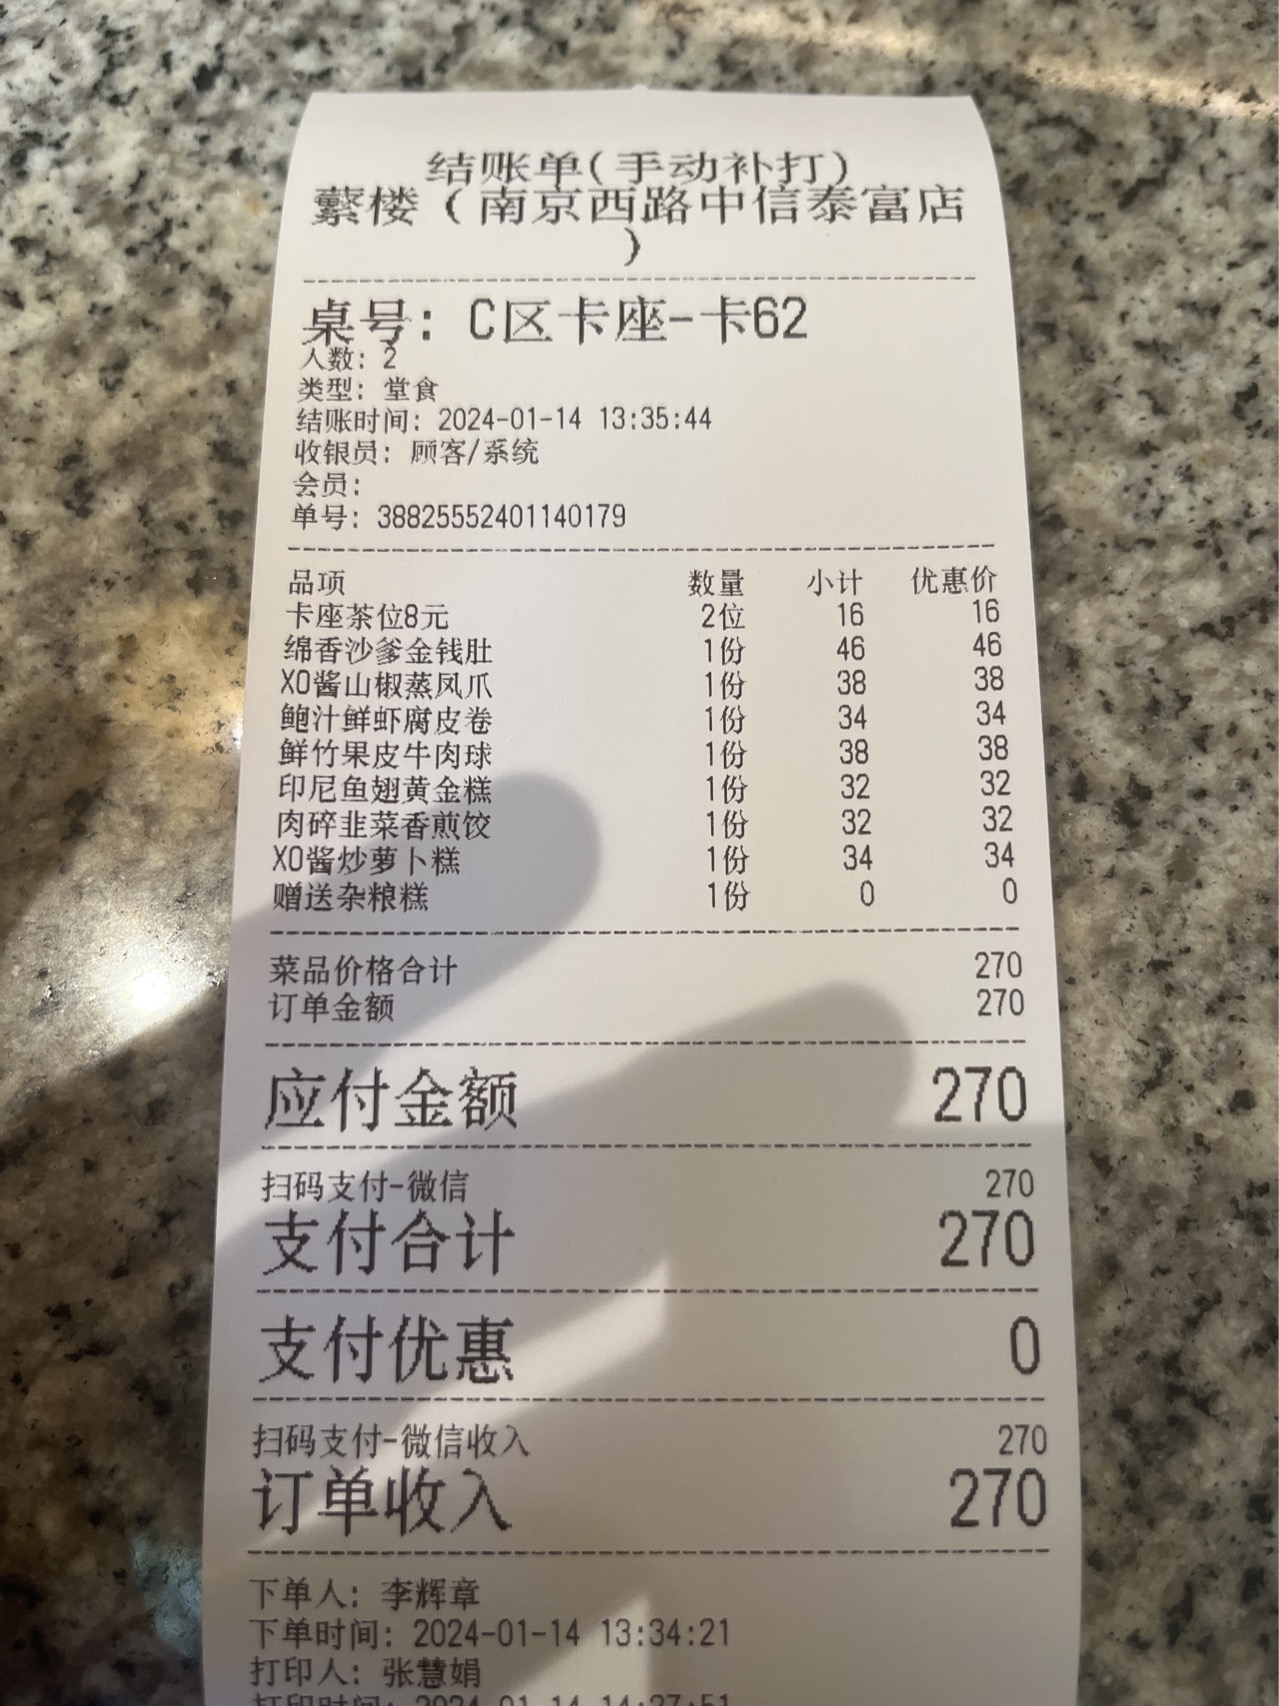 结账单(手动补打)
蘩楼(南京西路中信泰富店
)
桌号: C区卡座-卡62
人数: 2
类型: 堂食
结账时间: 2024-01-14 13:35:44
收银员: 顾客/系统
会员:
单号: 38825552401140179
品项 数量 小计 优惠价
卡座茶位8元 2位 16 16
绵香沙爹金钱肚 1份 46 46
XO酱山椒蒸凤爪 1份 38 38
鲍汁鲜虾腐皮卷 1份 34 34
鲜竹果皮牛肉球 1份 38 38
印尼鱼翅黄金糕 1份 32 32
肉碎韭菜香煎饺 1份 32 32
XO酱炒萝卜糕 1份 34 34
赠送杂粮糕 1份 0 0
菜品价格合计 270
订单金额 270
应付金额 270
扫码支付-微信 270
支付合计 270
支付优惠 0
扫码支付-微信收入 270
订单收入 270
下单人: 李辉章
下单时间: 2024-01-14 13:34:21
打印人: 张慧娟
打印时间: 2024-01-14 14:27:51